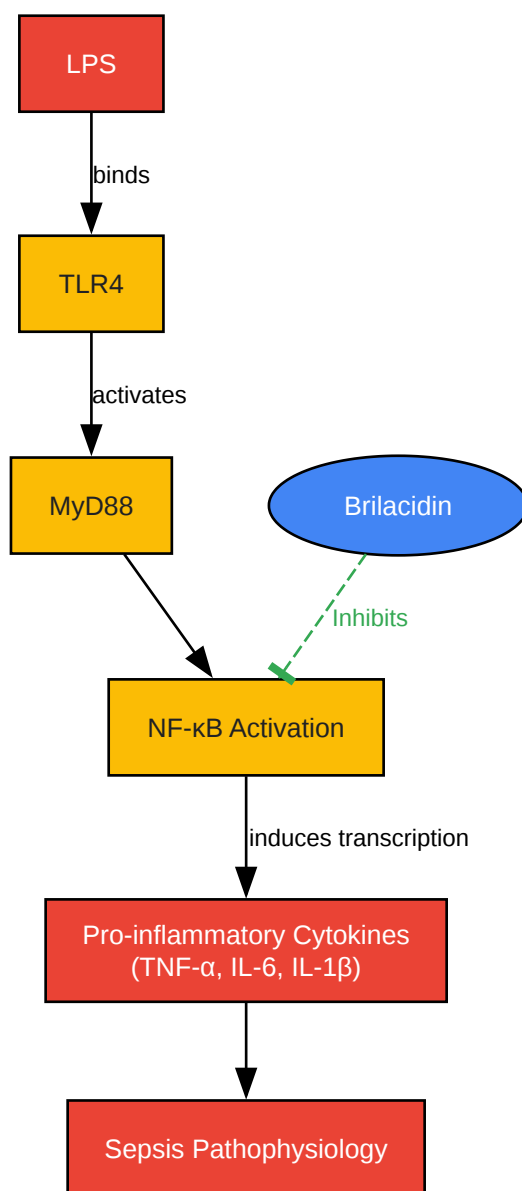 LPS
binds
TLR4
activates
MyD88
Brilacidin
Inhibits
NF-κB Activation
induces transcription
Pro-inflammatory Cytokines
(TNF-α, IL-6, IL-1β)
Sepsis Pathophysiology